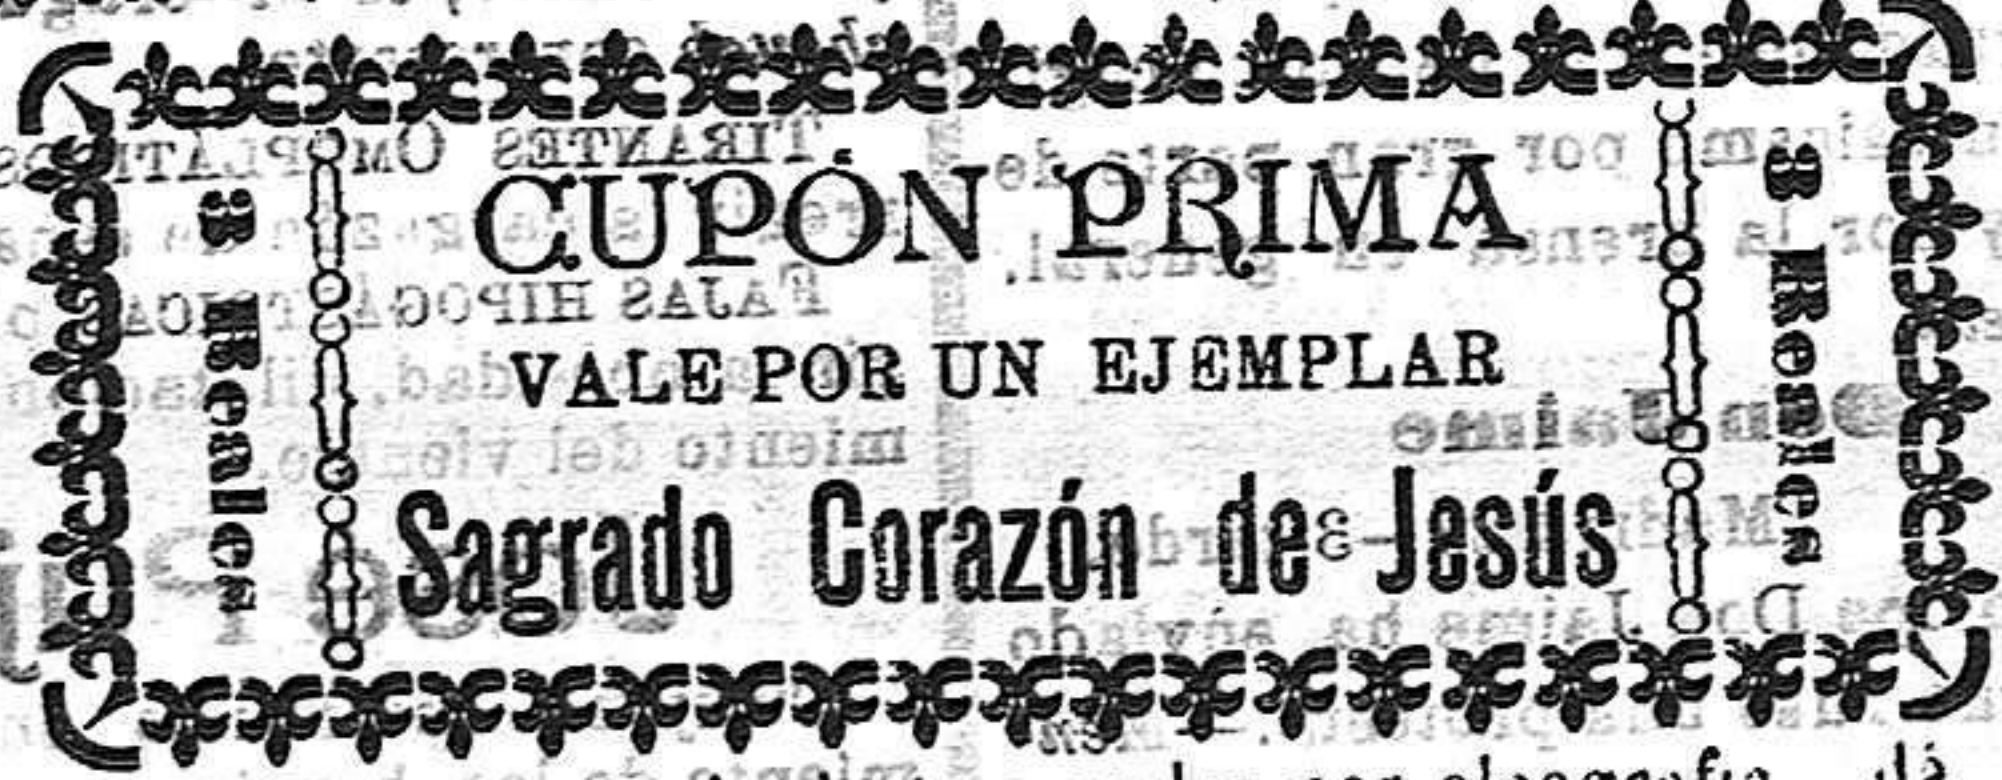 3 Reales
CUPÓN PRIMA
VALE POR UN EJEMPLAR
Sagrado Corazón de Jesús
3 Reales